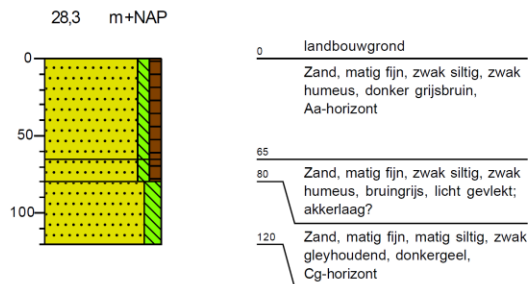 28,3 m+NAP
0
50
100
0 landbouwgrond
Zand, matig fijn, zwak siltig, zwak
humeus, donker grijsbruin,
Aa-horizont
65
Zand, matig fijn, zwak siltig, zwak
80
humeus, bruingrijs, licht gevlekt;
akkerlaag?
120
Zand, matig fijn, matig siltig, zwak
gleyhoudend, donkergeel,
Cg-horizont